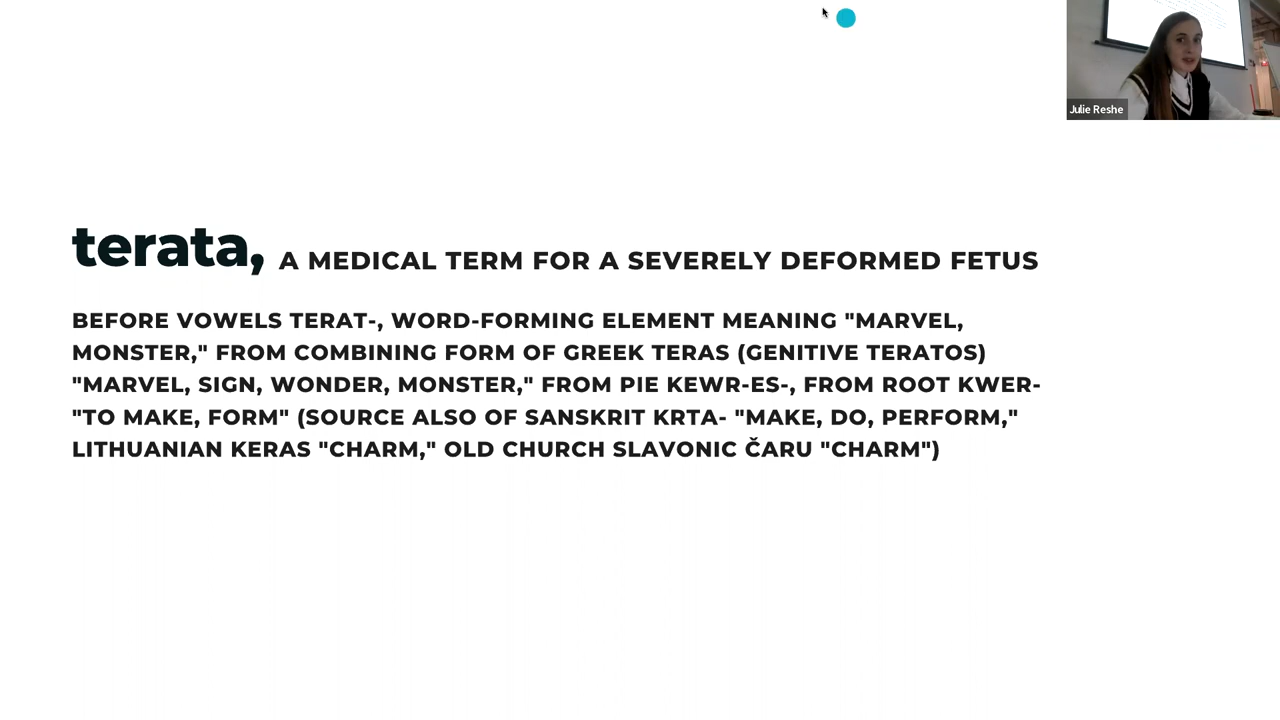 Julie Reshe
terata, A MEDICAL TERM FOR A SEVERELY DEFORMED FETUS
BEFORE VOWELS TERAT-, WORD-FORMING ELEMENT MEANING "MARVEL,
MONSTER," FROM COMBINING FORM OF GREEK TERAS (GENITIVE TERATOS)
"MARVEL, SIGN, WONDER, MONSTER," FROM PIE KEWR-ES-, FROM ROOT KWER-
"TO MAKE, FORM" (SOURCE ALSO OF SANSKRIT KRTA- "MAKE, DO, PERFORM,"
LITHUANIAN KERAS "CHARM," OLD CHURCH SLAVONIC ČARU "CHARM")